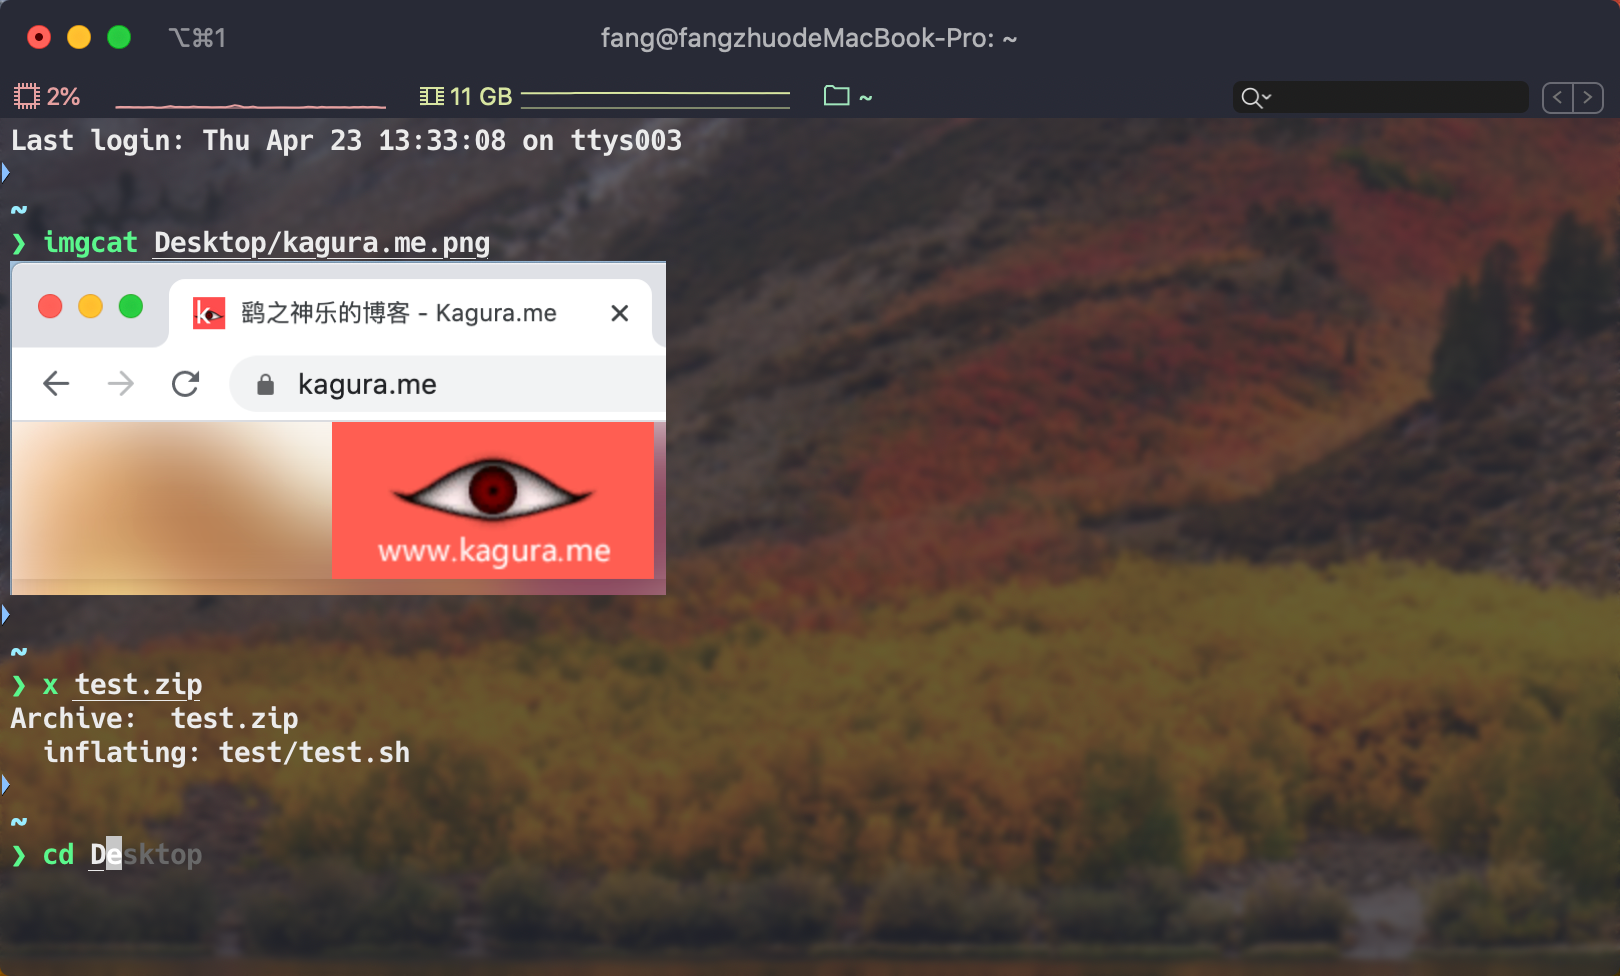 ⌥⌘1
fang@fangzhuodeMacBook-Pro: ~
2%
11 GB
~
Last login: Thu Apr 23 13:33:08 on ttys003
~
❯ imgcat Desktop/kagura.me.png
鹞之神乐的博客 - Kagura.me
kagura.me
www.kagura.me
~
❯ x test.zip
Archive:  test.zip
  inflating: test/test.sh
~
❯ cd Desktop